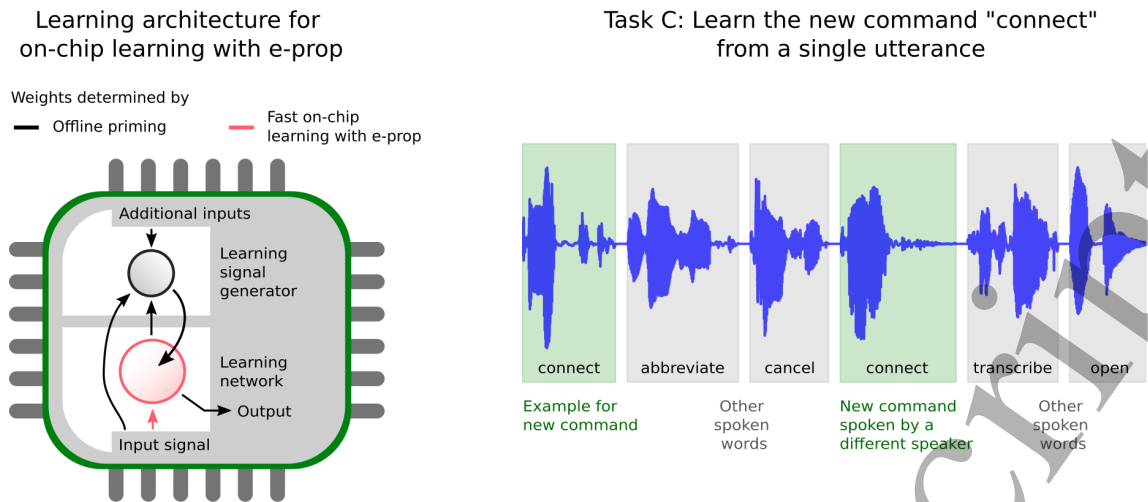 Learning architecture for
on-chip learning with e-prop
Weights determined by
Offline priming
Fast on-chip
learning with e-prop
Additional inputs
Learning
signal
generator
Learning
network
Output
Input signal
Task C: Learn the new command "connect"
from a single utterance
connect
abbreviate
cancel
connect
transcribe
open
Example for
new command
Other
spoken
words
New command
spoken by a
different speaker
Other
spoken
words